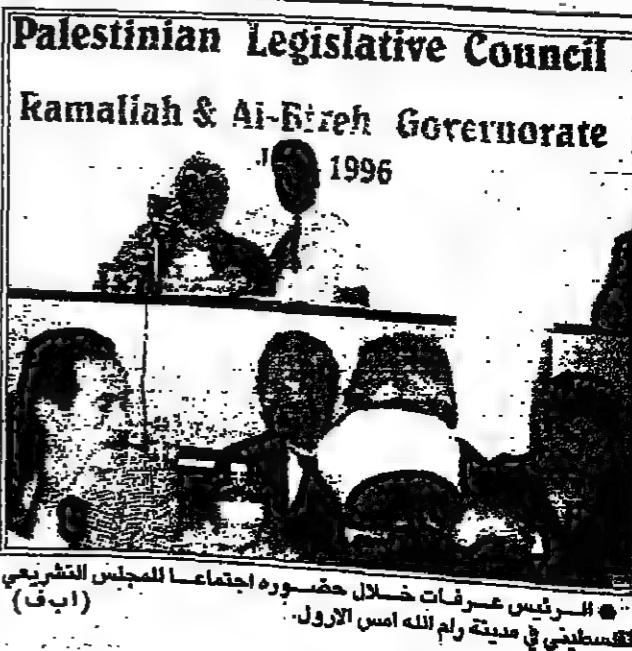 Palestinian Legislative Council
Ramallah & Al-Bireh Governorate
1996
● الرئيس عرفات خلال حضوره اجتماعا للمجلس التشريعي
الفلسطيني في مدينة رام الله امس الاول.
(ا ب ف)